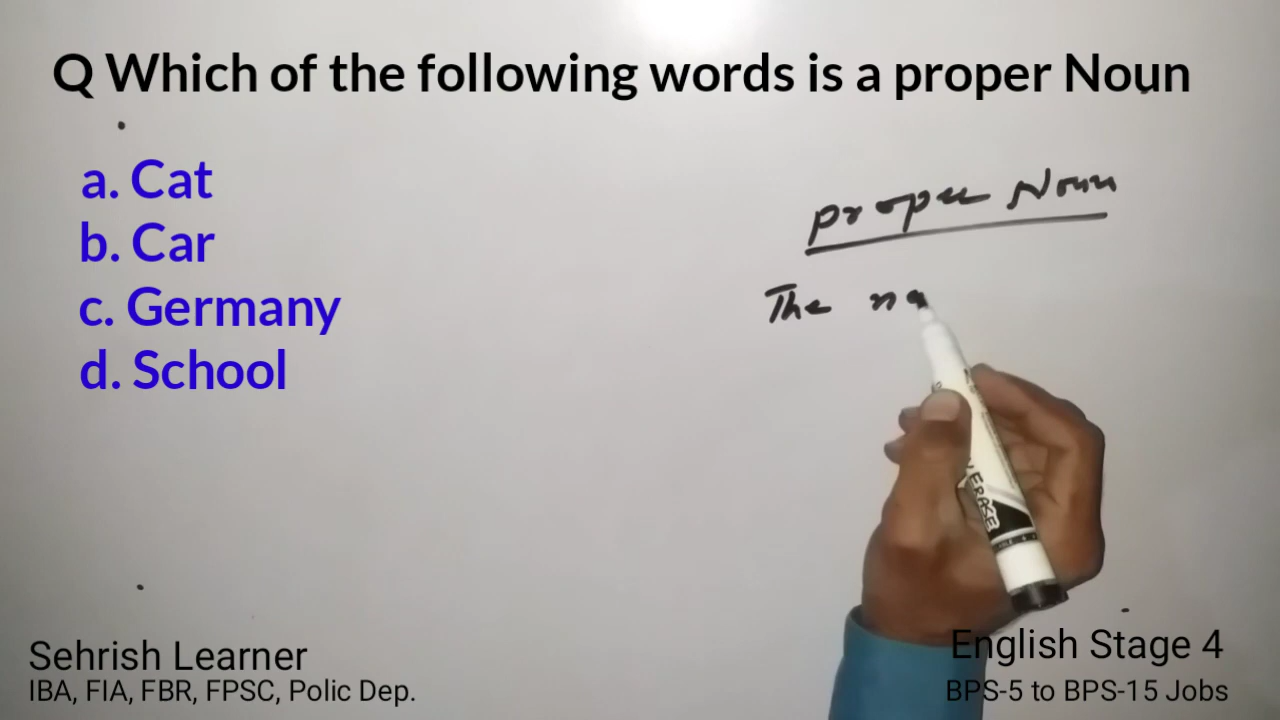 Q Which of the following words is a proper Noun
a. Cat
b. Car
c. Germany
d. School
proper Noun
The na
ERASE
Sehrish Learner
IBA, FIA, FBR, FPSC, Polic Dep.
English Stage 4
BPS-5 to BPS-15 Jobs